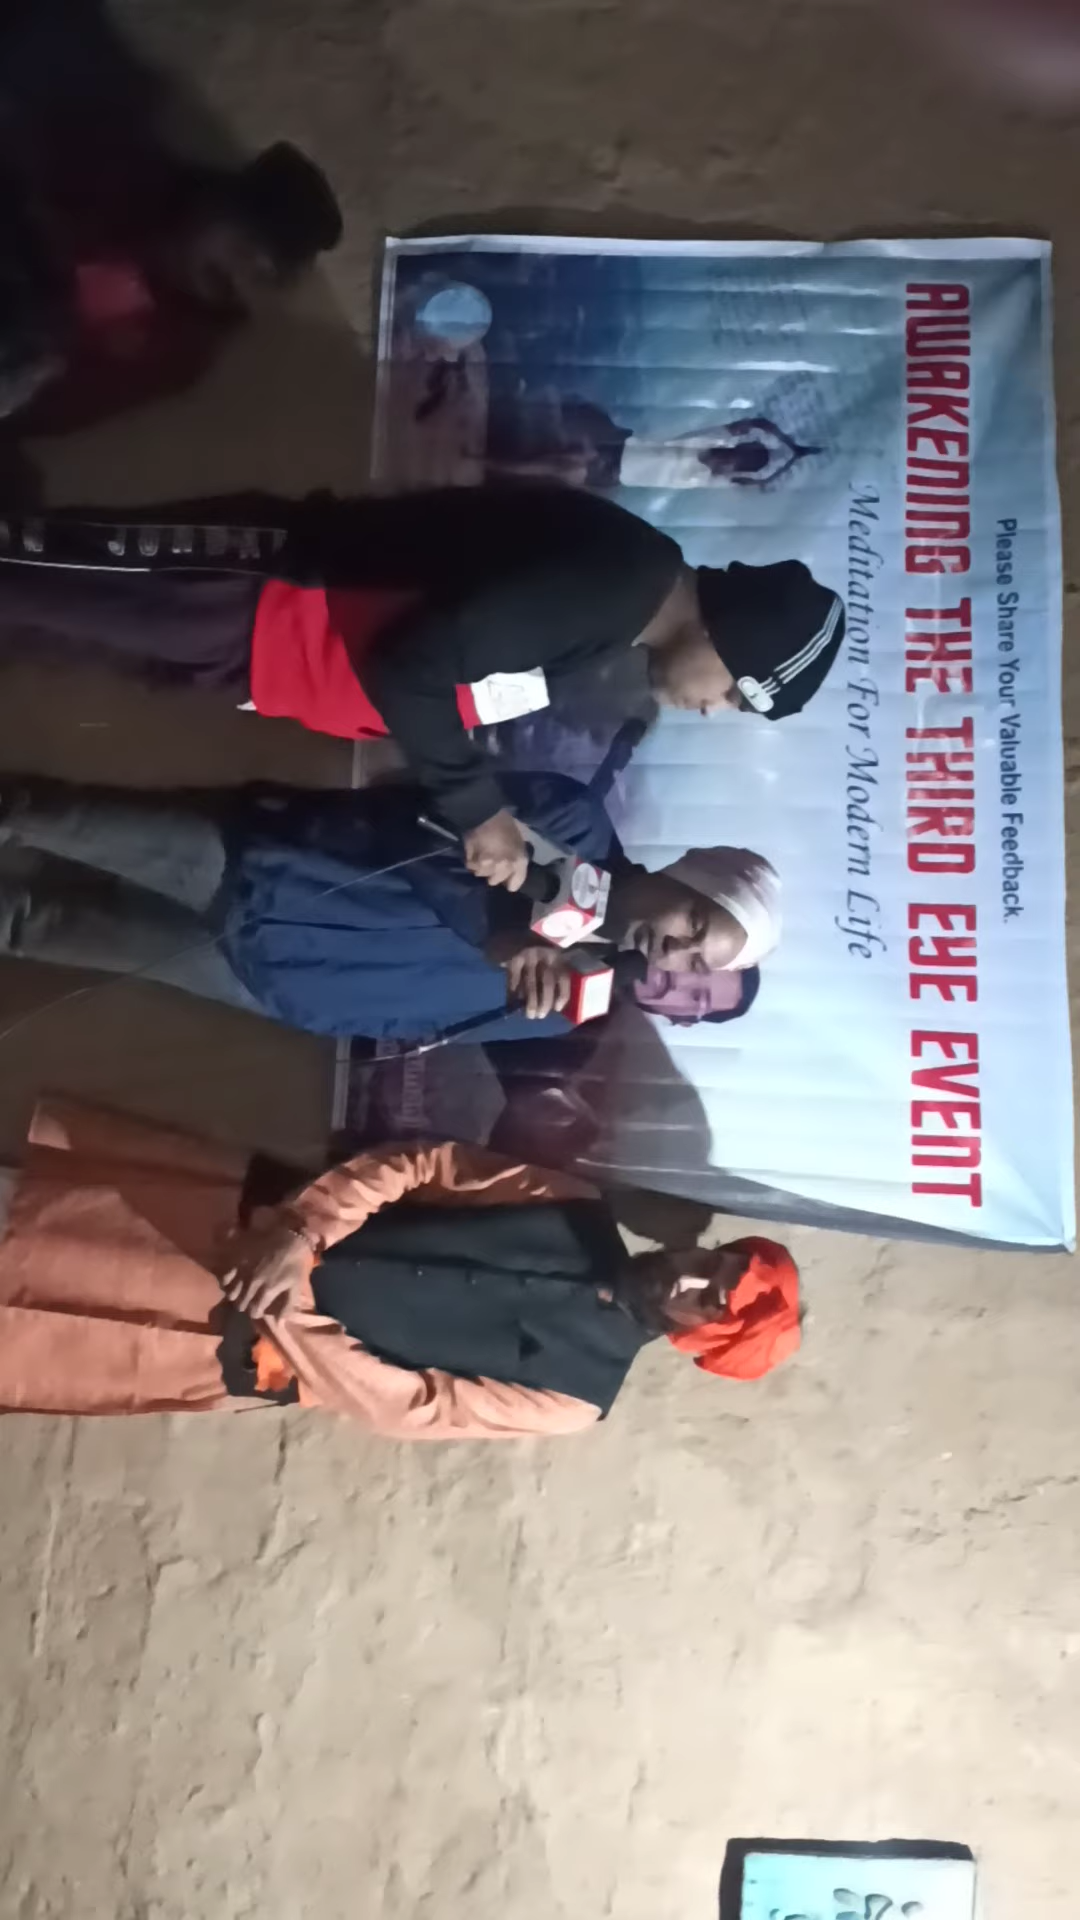 Please Share Your Valuable Feedback.
AWAKENING THE THIRD EYE EVENT
Meditation For Modern Life